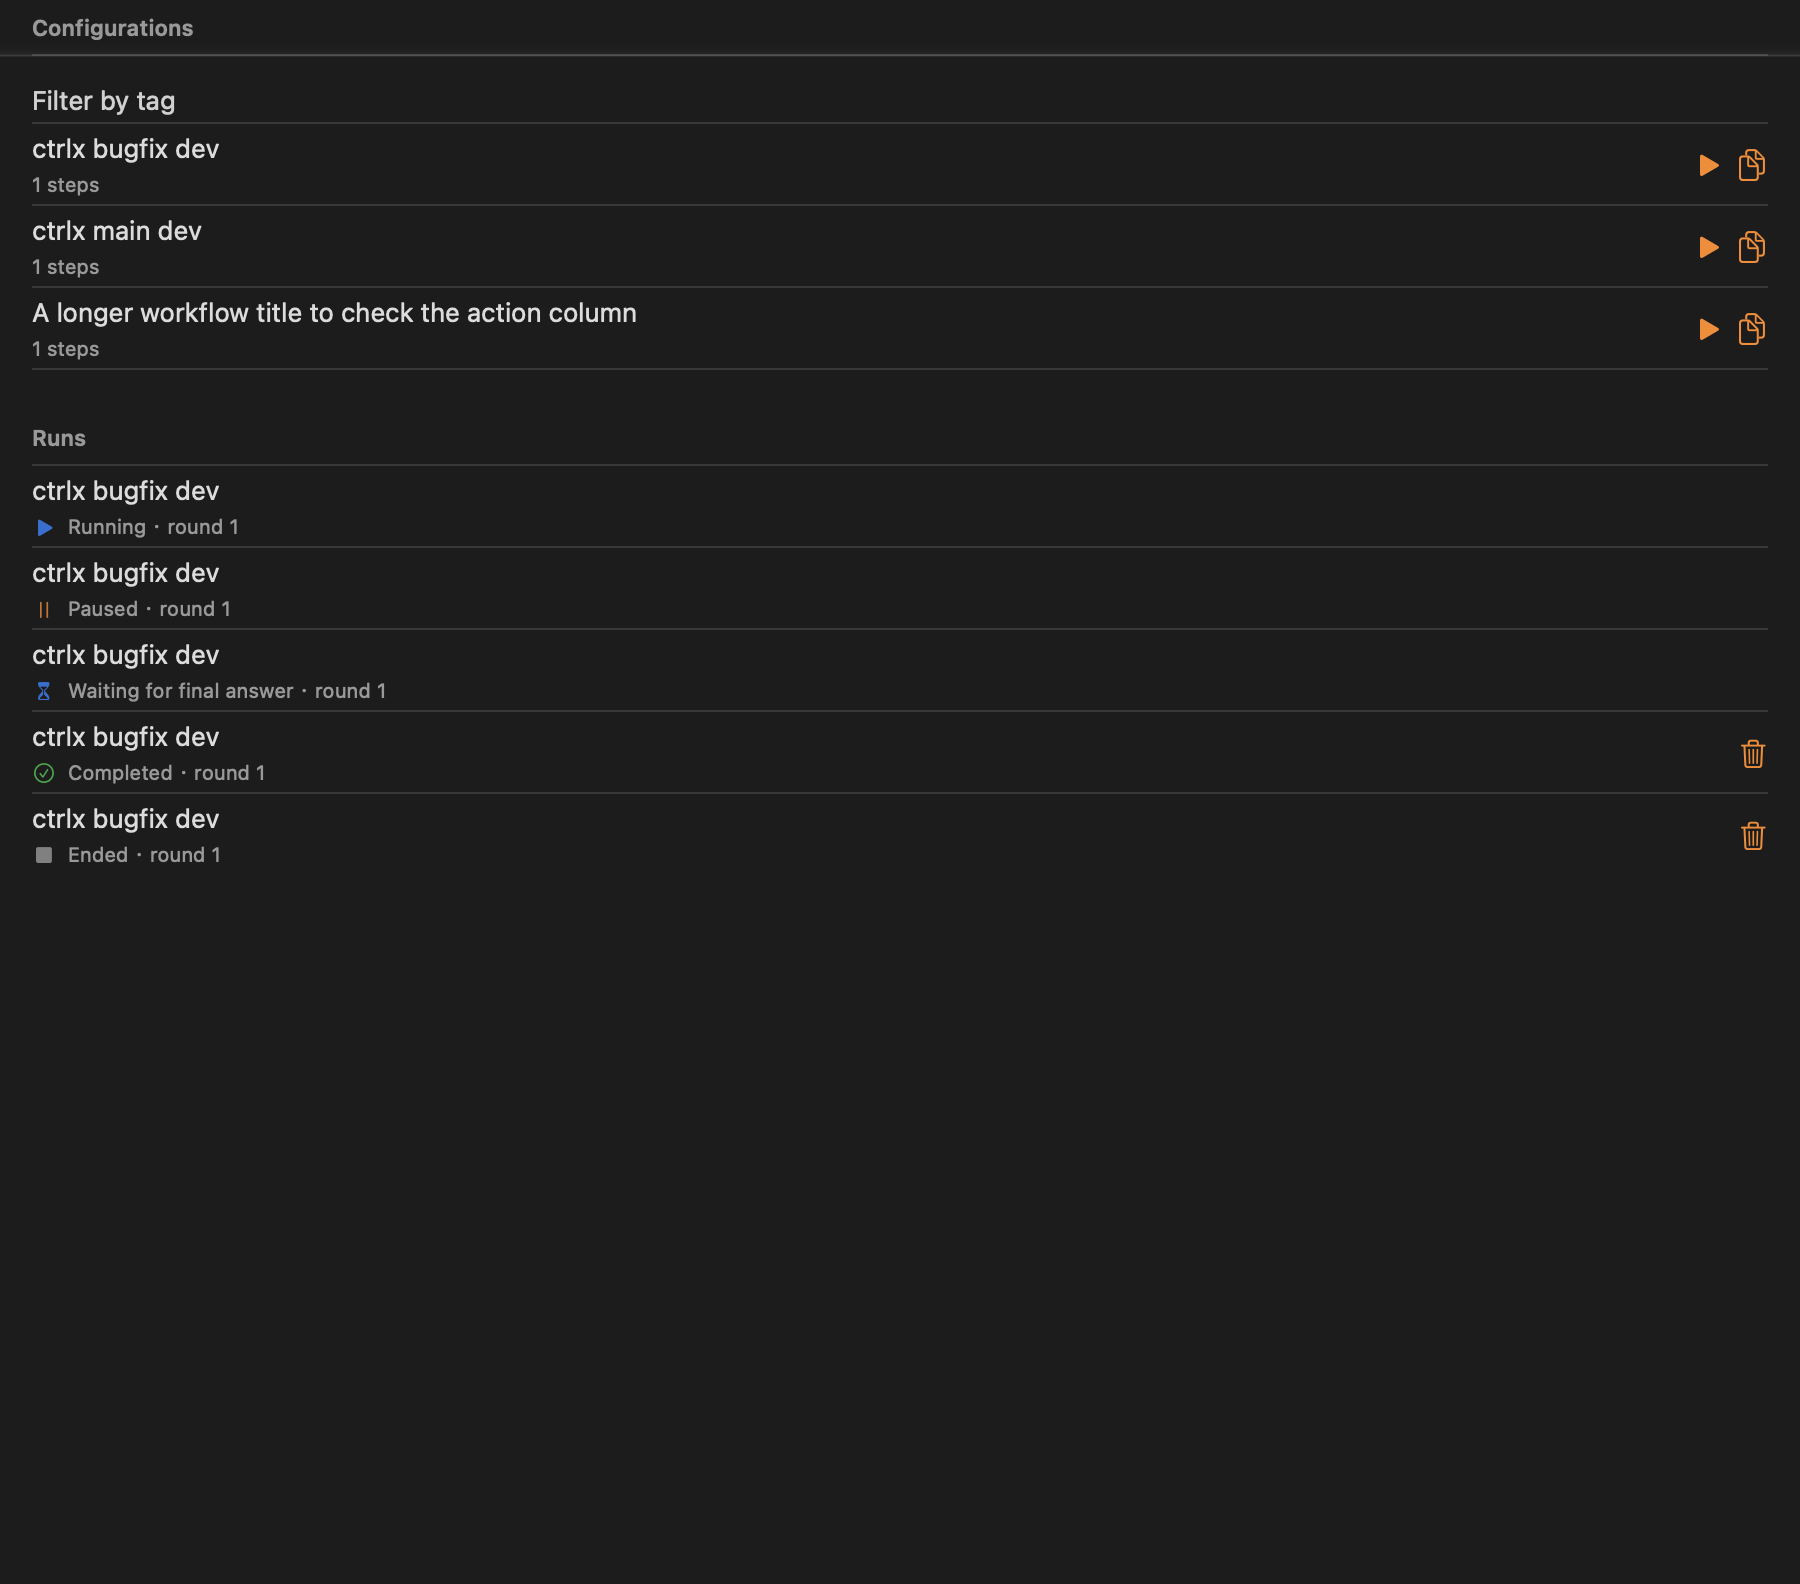 Configurations
Filter by tag
ctrlx bugfix dev
1 steps
ctrlx main dev
1 steps
A longer workflow title to check the action column
1 steps
Runs
ctrlx bugfix dev
Running · round 1
ctrlx bugfix dev
Paused · round 1
ctrlx bugfix dev
Waiting for final answer · round 1
ctrlx bugfix dev
Completed · round 1
ctrlx bugfix dev
Ended · round 1